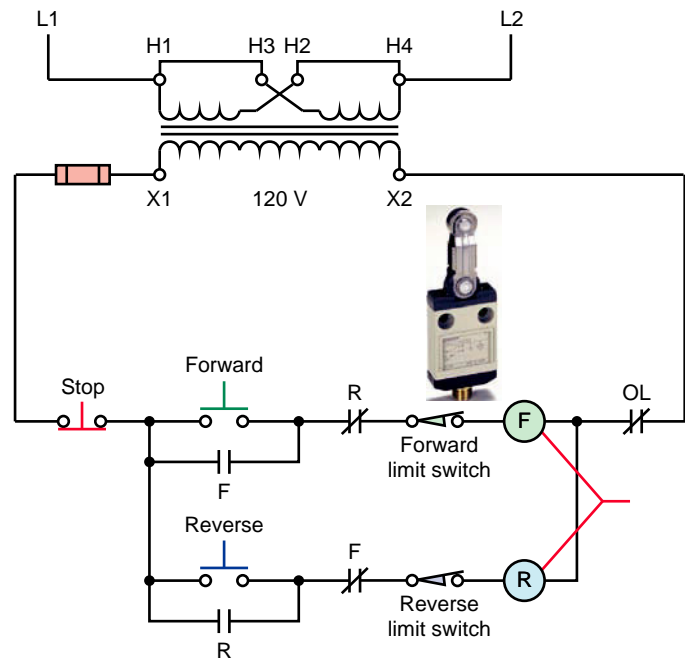 L1 L2
H1 H3 H2 H4
X1 120 V X2
Forward
Stop
R
OL
F
Forward
limit switch
F
Reverse
F
R
Reverse
limit switch
R